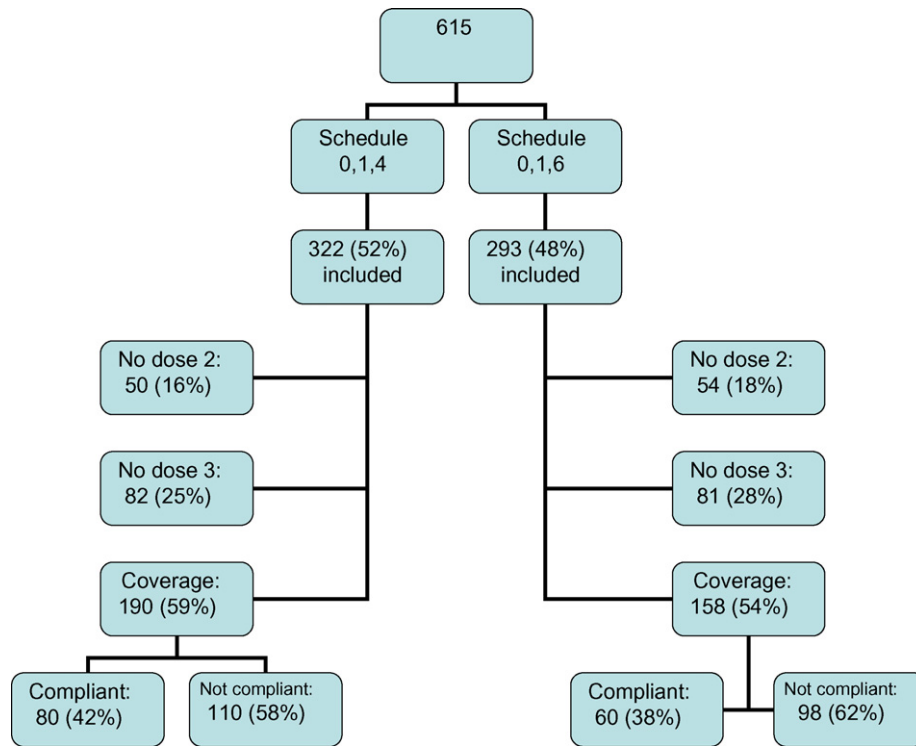 615
Schedule
0,1,4
Schedule
0,1,6
322 (52%)
included
293 (48%)
included
No dose 2:
50 (16%)
No dose 2:
54 (18%)
No dose 3:
82 (25%)
No dose 3:
81 (28%)
Coverage:
190 (59%)
Coverage:
158 (54%)
Compliant:
80 (42%)
Not compliant:
110 (58%)
Compliant:
60 (38%)
Not compliant:
98 (62%)